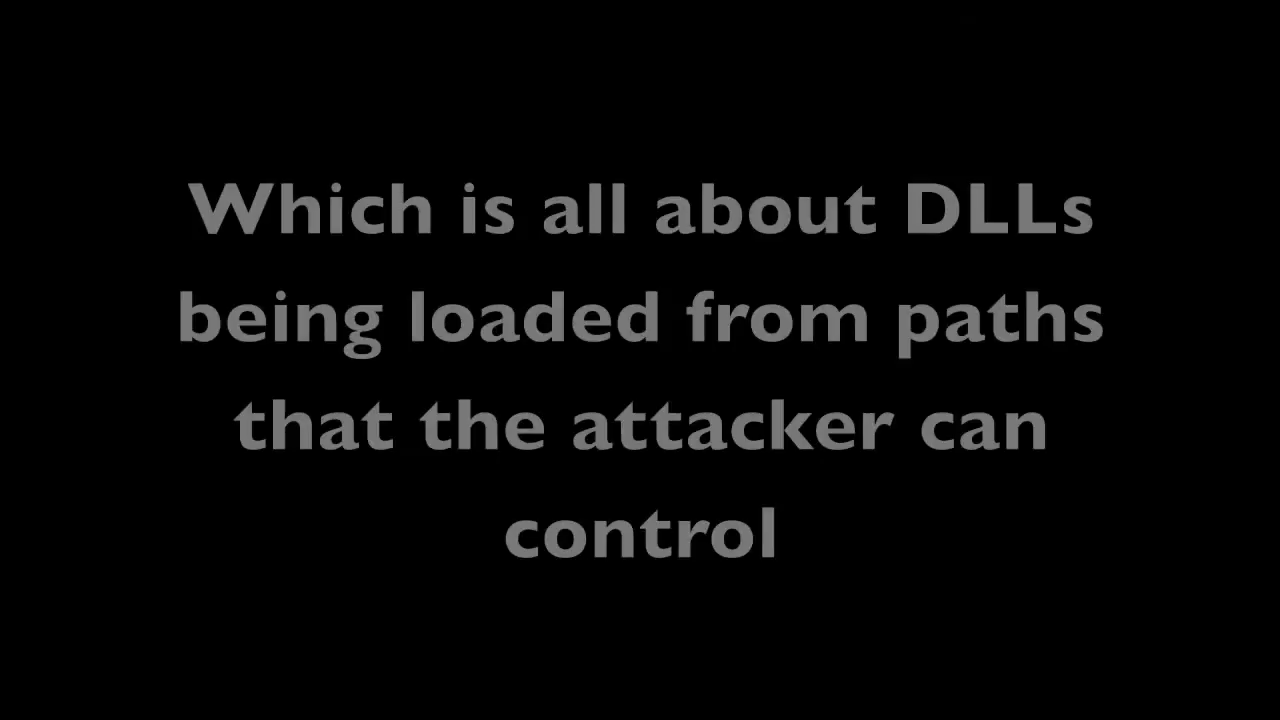 Which is all about DLLs
being loaded from paths
that the attacker can
control